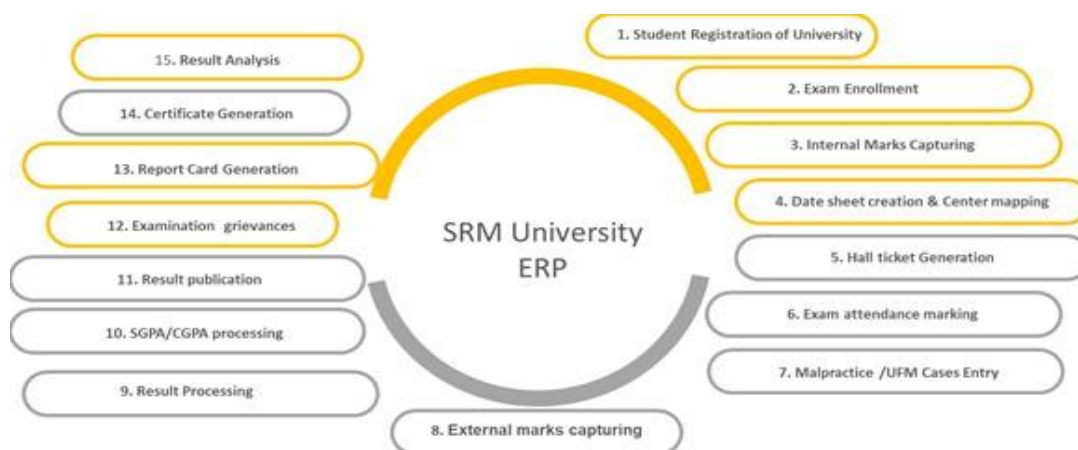 1. Student Registration of University
2. Exam Enrollment
3. Internal Marks Capturing
4. Date sheet creation & Center mapping
5. Hall ticket Generation
6. Exam attendance marking
7. Malpractice /UFM Cases Entry
8. External marks capturing
9. Result Processing
10. SGPA/CGPA processing
11. Result publication
12. Examination grievances
13. Report Card Generation
14. Certificate Generation
15. Result Analysis
SRM University
ERP